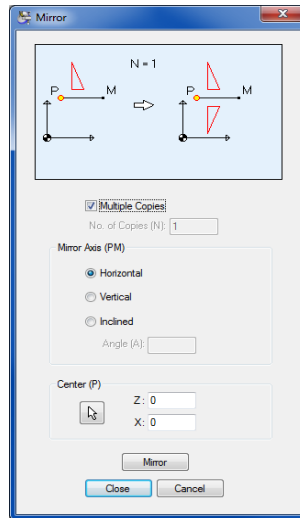 Mirror
N = 1
P M P M
Multiple Copies
No. of Copies (N): 1
Mirror Axis (PM)
Horizontal
Vertical
Inclined
Angle (A):
Center (P)
Z: 0
X: 0
Mirror
Close Cancel